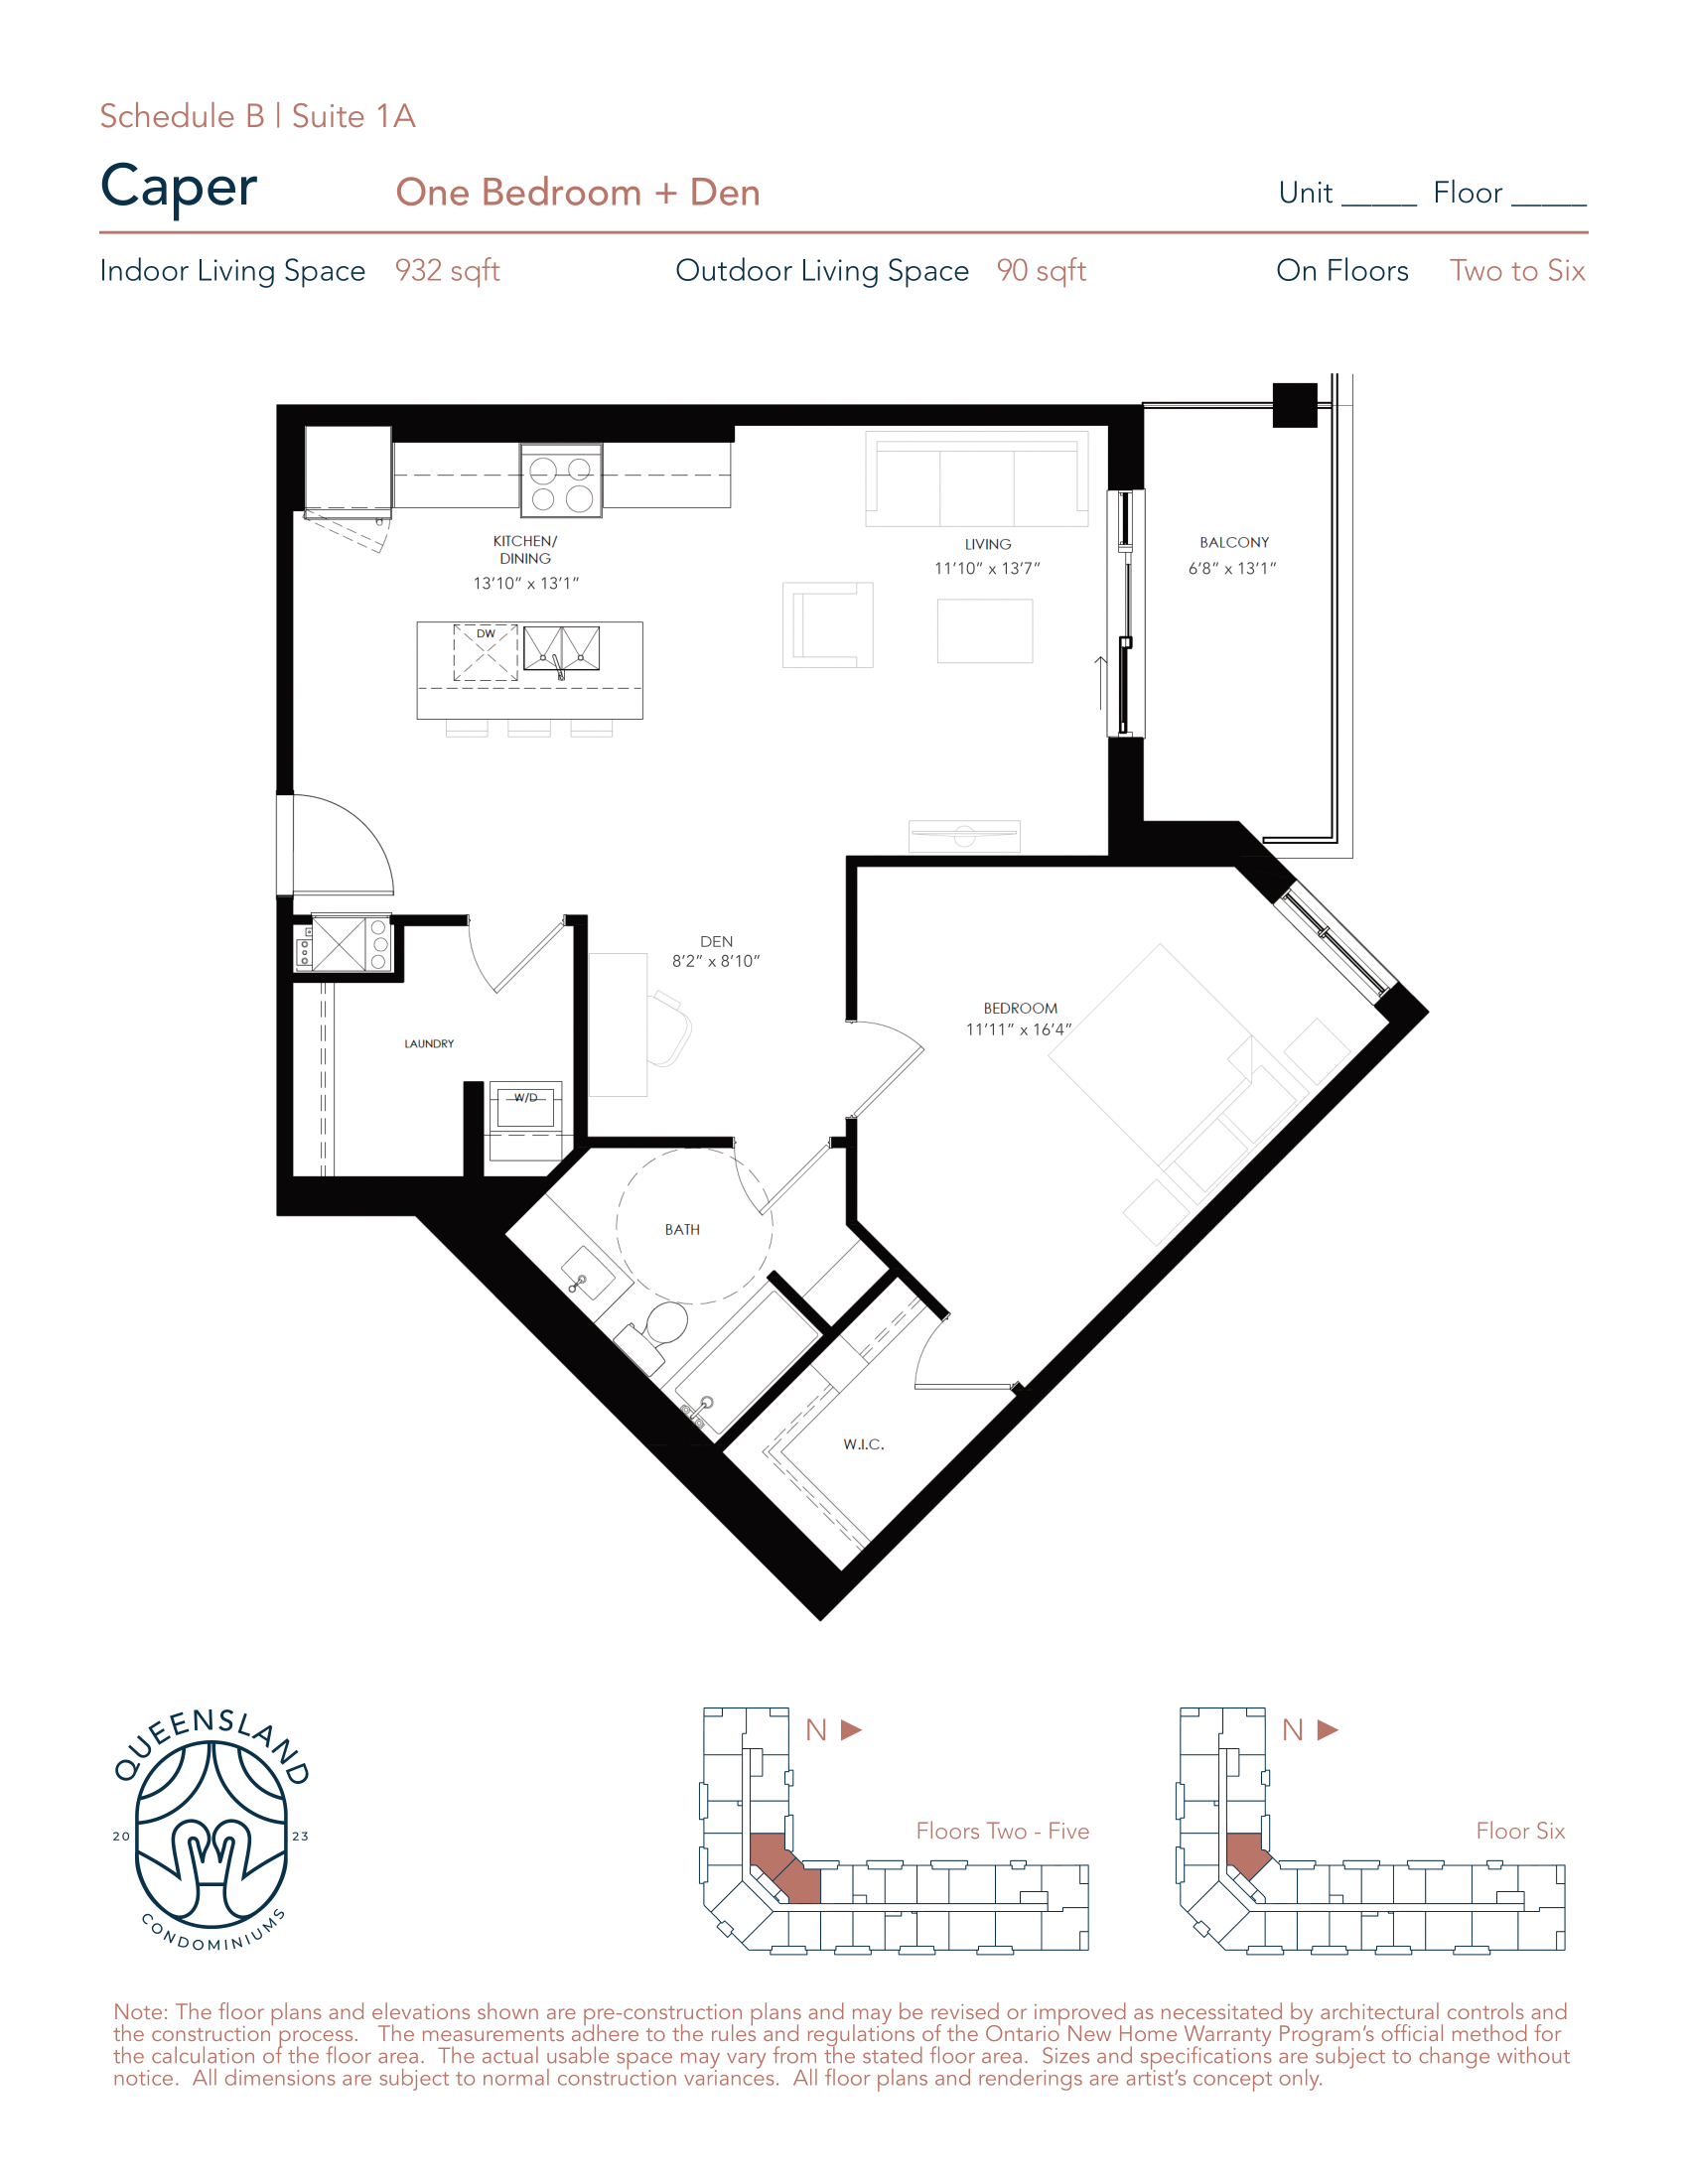 Schedule B | Suite 1A
Caper One Bedroom + Den Unit _____ Floor _____
Indoor Living Space 932 sqft Outdoor Living Space 90 sqft On Floors Two to Six
KITCHEN/
DINING
13'10" x 13'1"
LIVING
11'10" x 13'7"
BALCONY
6'8" x 13'1"
DW
DEN
8'2" x 8'10"
BEDROOM
11'11" x 16'4"
LAUNDRY
W/D
BATH
W.I.C.
QUEENSLAND
20 23
CONDOMINIUMS
N
Floors Two - Five
N
Floor Six
Note: The floor plans and elevations shown are pre-construction plans and may be revised or improved as necessitated by architectural controls and
the construction process. The measurements adhere to the rules and regulations of the Ontario New Home Warranty Program's official method for
the calculation of the floor area. The actual usable space may vary from the stated floor area. Sizes and specifications are subject to change without
notice. All dimensions are subject to normal construction variances. All floor plans and renderings are artist's concept only.